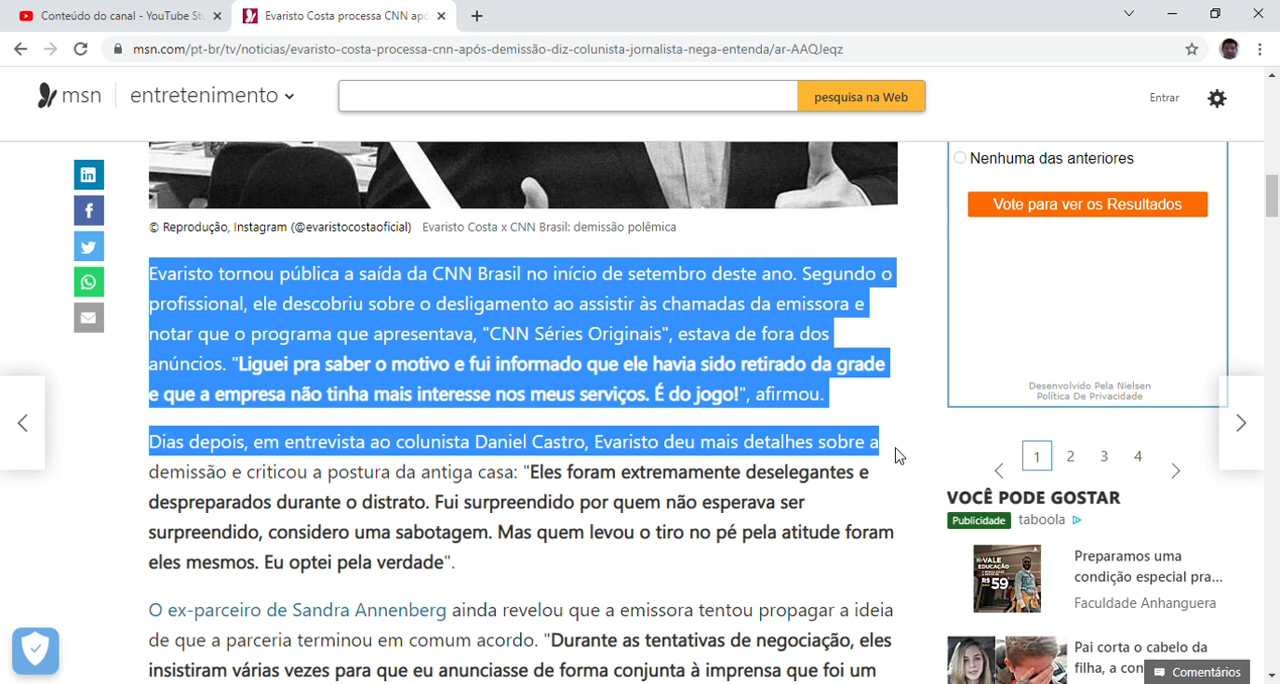 Conteúdo do canal - YouTube St
Evaristo Costa processa CNN apó
msn.com/pt-br/tv/noticias/evaristo-costa-processa-cnn-após-demissão-diz-colunista-jornalista-nega-entenda/ar-AAQJeqz
msn
entretenimento
pesquisa na Web
Entrar
© Reprodução, Instagram (@evaristocostaoficial) Evaristo Costa x CNN Brasil: demissão polêmica
Evaristo tornou pública a saída da CNN Brasil no início de setembro deste ano. Segundo o
profissional, ele descobriu sobre o desligamento ao assistir às chamadas da emissora e
notar que o programa que apresentava, "CNN Séries Originais", estava de fora dos
anúncios. "Liguei pra saber o motivo e fui informado que ele havia sido retirado da grade
e que a empresa não tinha mais interesse nos meus serviços. É do jogo!", afirmou.
Dias depois, em entrevista ao colunista Daniel Castro, Evaristo deu mais detalhes sobre a
demissão e criticou a postura da antiga casa: "Eles foram extremamente deselegantes e
despreparados durante o distrato. Fui surpreendido por quem não esperava ser
surpreendido, considero uma sabotagem. Mas quem levou o tiro no pé pela atitude foram
eles mesmos. Eu optei pela verdade".
O ex-parceiro de Sandra Annenberg ainda revelou que a emissora tentou propagar a ideia
de que a parceria terminou em comum acordo. "Durante as tentativas de negociação, eles
insistiram várias vezes para que eu anunciasse de forma conjunta à imprensa que foi um
Nenhuma das anteriores
Vote para ver os Resultados
Desenvolvido Pela Nielsen
Política De Privacidade
1 2 3 4
VOCÊ PODE GOSTAR
Publicidade taboola
VALE
EDUCAÇÃO
R$59
Preparamos uma
condição especial pra...
Faculdade Anhanguera
Pai corta o cabelo da
filha, a con
Comentários